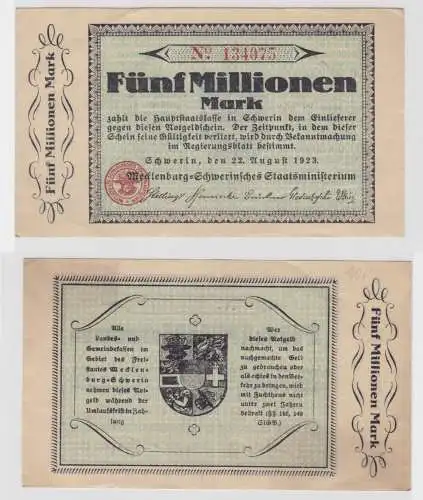 Fünf Millionen Mark
No 134075
Fünf Millionen
Mark
zahlt die Hauptstaatskasse in Schwerin dem Einlieferer
gegen diesen Notgeldschein. Der Zeitpunkt, in dem dieser
Schein seine Gültigkeit verliert, wird durch Bekanntmachung
im Regierungsblatt bestimmt.
Schwerin, den 22. August 1923.
Mecklenburg-Schwerinsches Staatsministerium
Alle
Landes- und
Gemeindekassen im
Gebiet des Frei-
staates Mecklen-
burg-Schwerin
nehmen dieses Not-
geld während der
Umlaufsfrist in Zah-
lung
Wer
dieses Notgeld
nachmacht, um das
nachgemachte Geld
zu gebrauchen oder
als echtes in den Ver-
kehr zu bringen, wird
mit Zuchthaus nicht
unter zwei Jahren
bestraft (§§ 146, 149
StGB.)
Fünf Millionen Mark